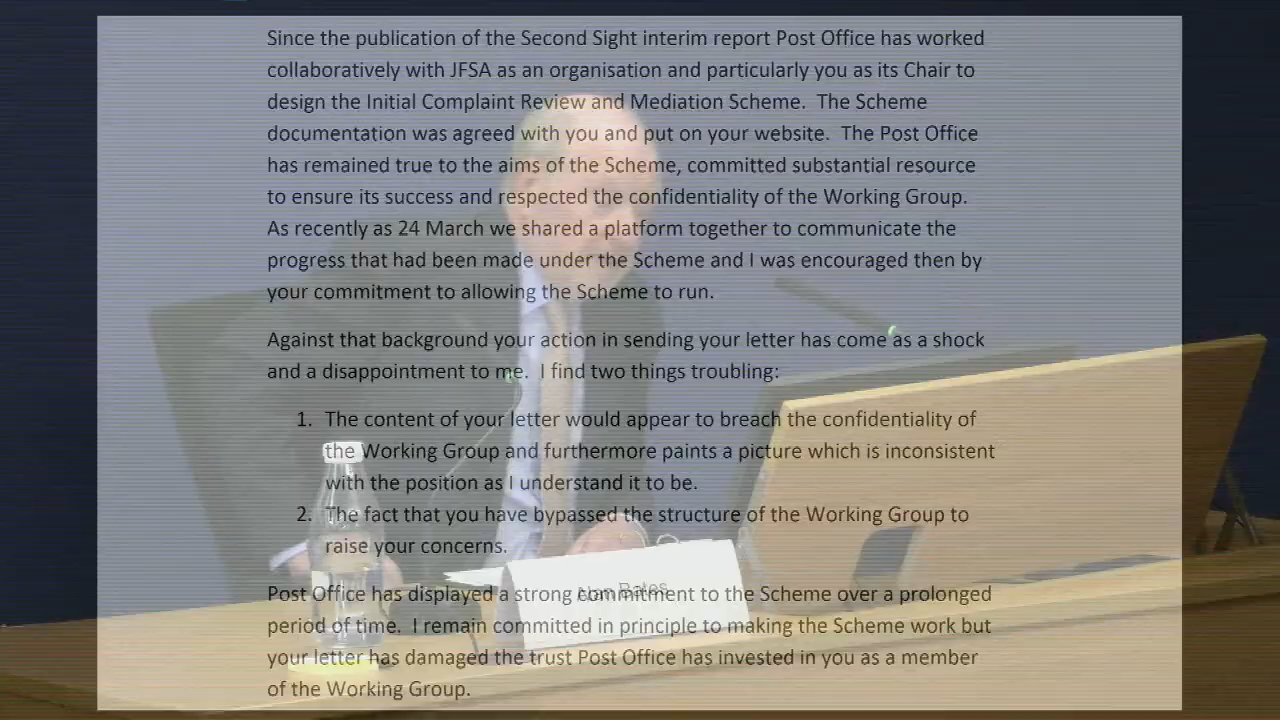 Since the publication of the Second Sight interim report Post Office has worked
collaboratively with JFSA as an organisation and particularly you as its Chair to
design the Initial Complaint Review and Mediation Scheme.  The Scheme
documentation was agreed with you and put on your website.  The Post Office
has remained true to the aims of the Scheme, committed substantial resource
to ensure its success and respected the confidentiality of the Working Group.
As recently as 24 March we shared a platform together to communicate the
progress that had been made under the Scheme and I was encouraged then by
your commitment to allowing the Scheme to run.
Against that background your action in sending your letter has come as a shock
and a disappointment to me.  I find two things troubling:
1. The content of your letter would appear to breach the confidentiality of
the Working Group and furthermore paints a picture which is inconsistent
with the position as I understand it to be.
2. The fact that you have bypassed the structure of the Working Group to
raise your concerns.
Post Office has displayed a strong commitment to the Scheme over a prolonged
period of time.  I remain committed in principle to making the Scheme work but
your letter has damaged the trust Post Office has invested in you as a member
of the Working Group.
Alan Bates